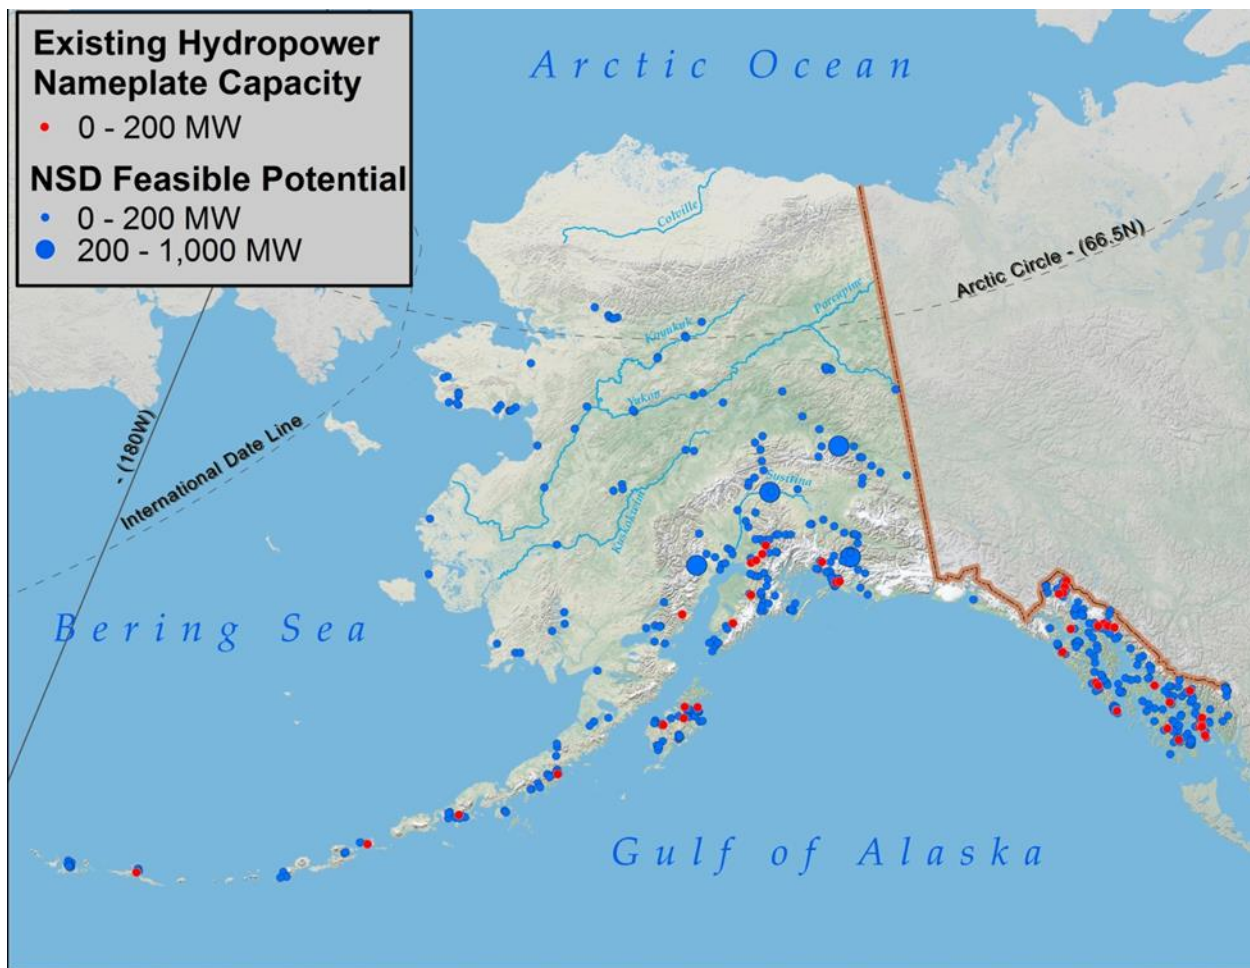 Existing Hydropower
Nameplate Capacity
0 - 200 MW
NSD Feasible Potential
0 - 200 MW
200 - 1,000 MW
Arctic Ocean
Colville
Arctic Circle - (66.5N)
Porcupine
Koyukuk
Yukon
- (180W)
International Date Line
Susitina
Kuskokwim
Bering Sea
Gulf of Alaska